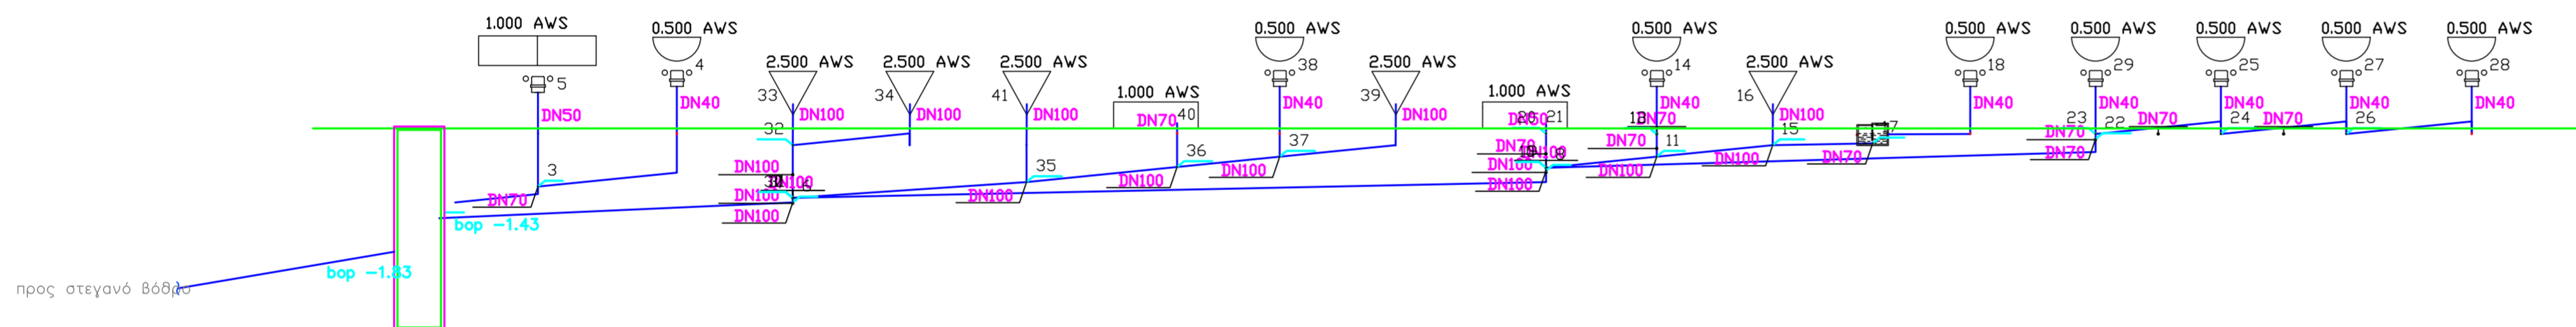 1.000 AWS
0.500 AWS
0.500 AWS
0.500 AWS
0.500 AWS
0.500 AWS
0.500 AWS
0.500 AWS
0.500 AWS
2.500 AWS
2.500 AWS
2.500 AWS
2.500 AWS
2.500 AWS
1.000 AWS
1.000 AWS
5
4
38
14
18
29
25
27
28
33
34
41
39
16
DN50
DN40
DN100
DN100
DN100
DN70
40
DN40
DN100
21
DN40
DN70
DN100
DN40
DN40
DN40
DN40
DN40
32
37
15
17
23
22
DN70
24
DN70
26
3
35
36
11
DN100
DN100
DN100
DN100
DN70
DN100
DN100
DN100
DN100
DN100
DN100
DN70
DN100
DN70
DN70
DN70
bop -1.43
bop -1.83
προς στεγανό βόθρο